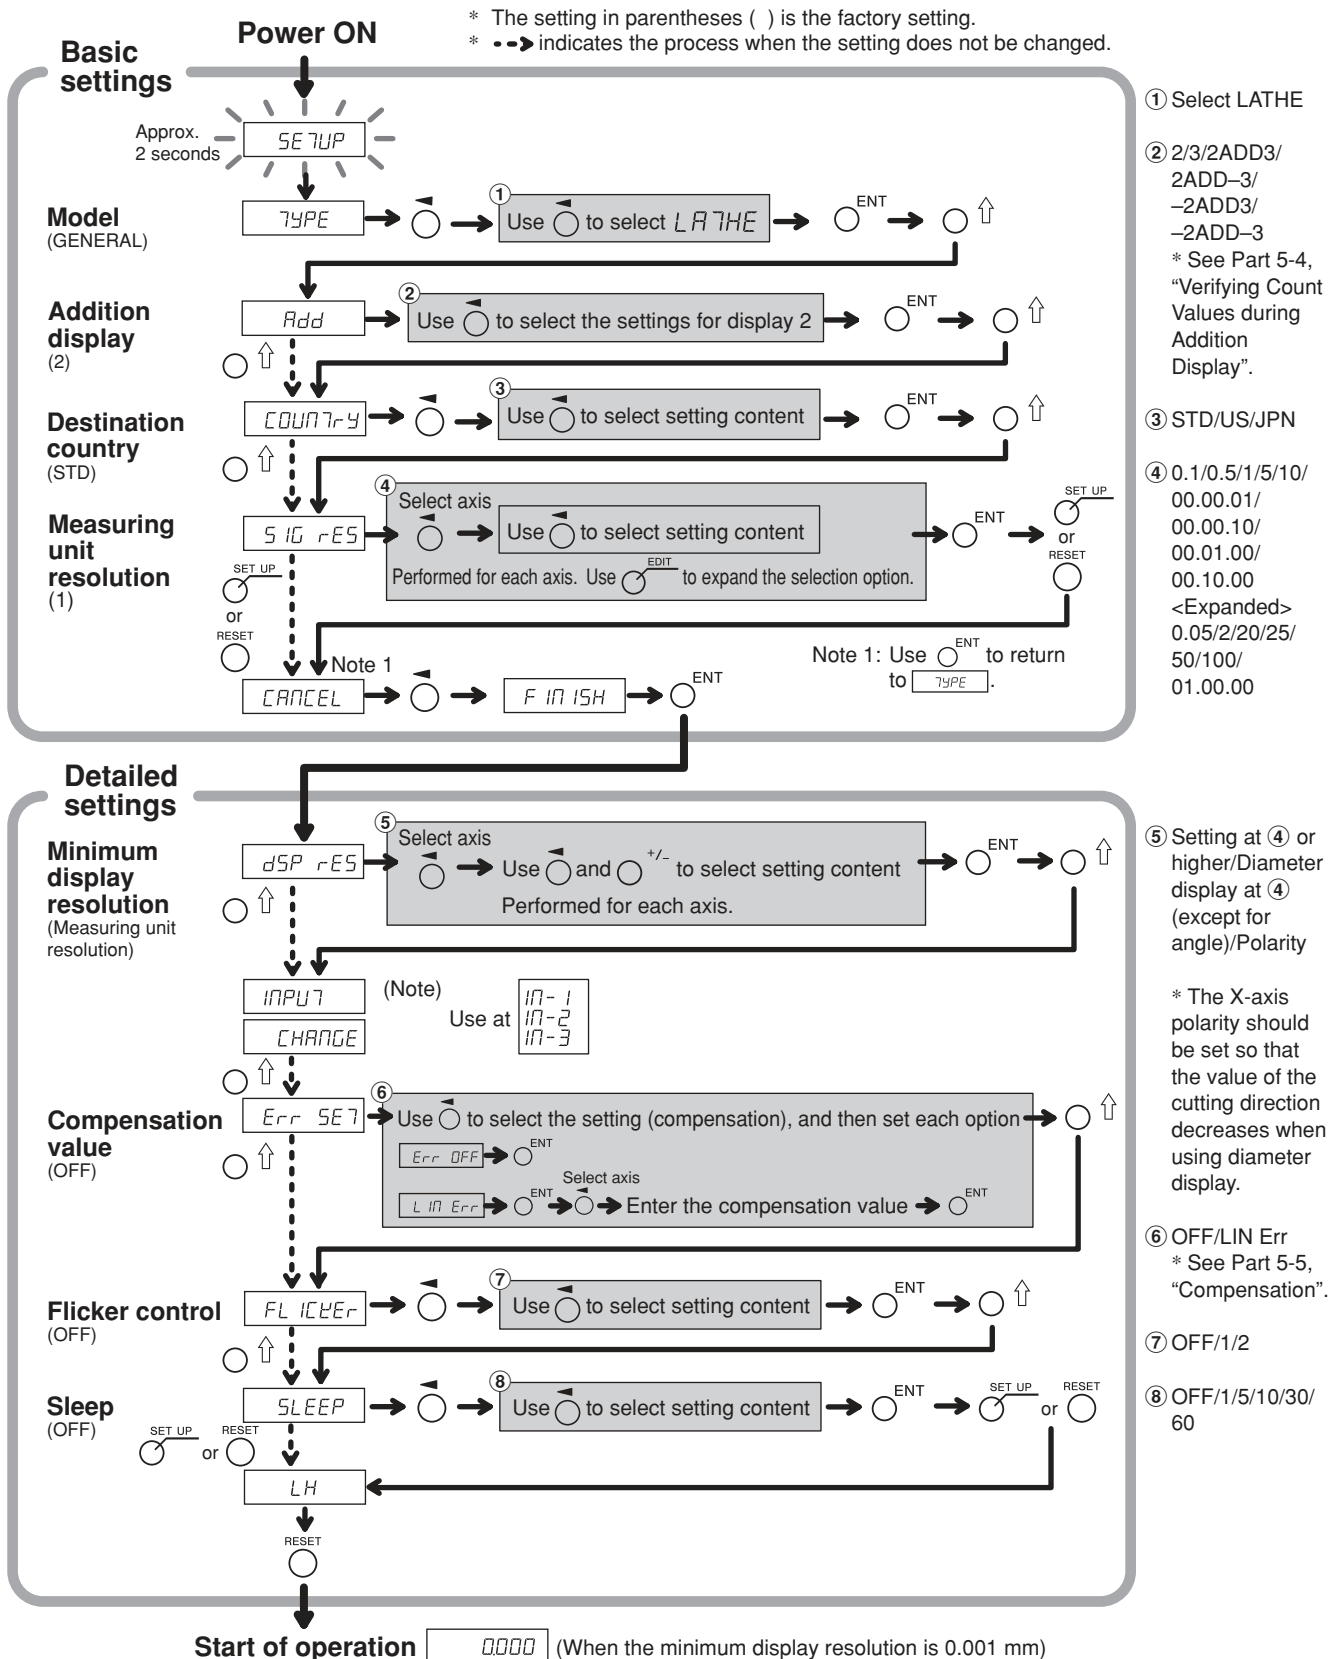 * The setting in parentheses ( ) is the factory setting.
* indicates the process when the setting does not be changed.
Power ON
Basic
settings
Approx.
2 seconds
SETUP
Model
(GENERAL)
TYPE
①
Use to select LATHE
ENT
Addition
display
(2)
Add
②
Use to select the settings for display 2
ENT
Destination
country
(STD)
COUNTrY
③
Use to select setting content
ENT
Measuring
unit
resolution
(1)
SIG rES
④
Select axis
Use to select setting content
Performed for each axis. Use EDIT to expand the selection option.
ENT
SET UP
or
RESET
SET UP
or
RESET
Note 1
CANCEL
FINISH
ENT
Note 1: Use ENT to return
to TYPE .
① Select LATHE
② 2/3/2ADD3/
2ADD–3/
–2ADD3/
–2ADD–3
* See Part 5-4,
“Verifying Count
Values during
Addition
Display”.
③ STD/US/JPN
④ 0.1/0.5/1/5/10/
00.00.01/
00.00.10/
00.01.00/
00.10.00
<Expanded>
0.05/2/20/25/
50/100/
01.00.00
Detailed
settings
Minimum
display
resolution
(Measuring unit
resolution)
dSP rES
⑤
Select axis
Use and +/– to select setting content
Performed for each axis.
ENT
INPUT
CHANGE
(Note)
Use at
IN-1
IN-2
IN-3
Compensation
value
(OFF)
Err SET
⑥
Use to select the setting (compensation), and then set each option
Err OFF
ENT
LIN Err
ENT
Select axis
Enter the compensation value
ENT
Flicker control
(OFF)
FLICKEr
⑦
Use to select setting content
ENT
Sleep
(OFF)
SLEEP
⑧
Use to select setting content
ENT
SET UP
or
RESET
SET UP
or
RESET
LH
RESET
⑤ Setting at ④ or
higher/Diameter
display at ④
(except for
angle)/Polarity
* The X-axis
polarity should
be set so that
the value of the
cutting direction
decreases when
using diameter
display.
⑥ OFF/LIN Err
* See Part 5-5,
“Compensation”.
⑦ OFF/1/2
⑧ OFF/1/5/10/30/
60
Start of operation 0.000 (When the minimum display resolution is 0.001 mm)